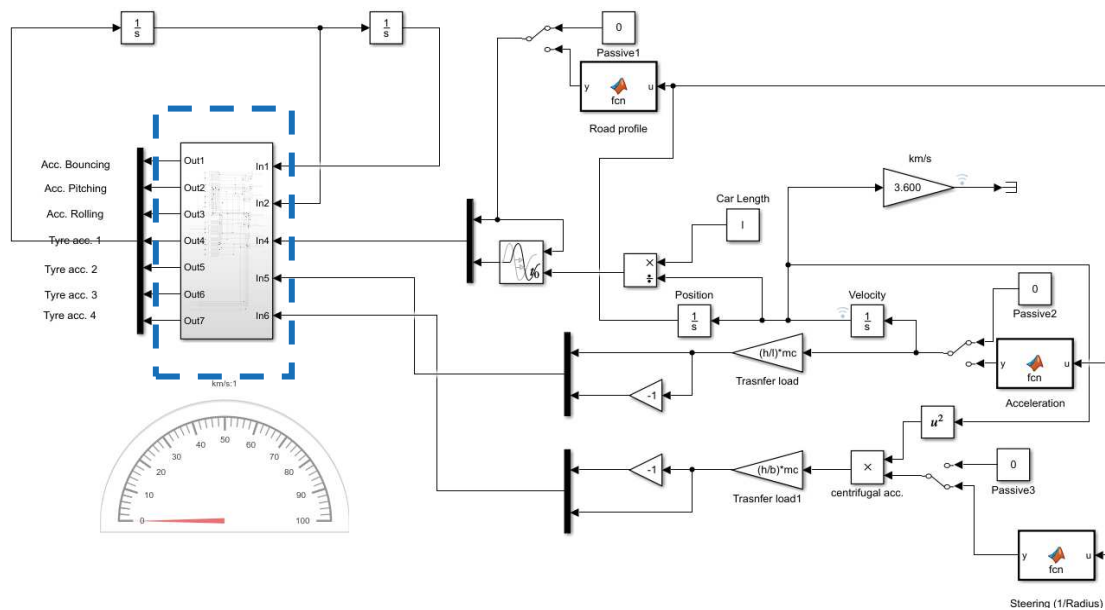 1
s
1
s
0
Passive1
y
fcn
u
Road profile
km/s
3.600
Car Length
l
Acc. Bouncing
Acc. Pitching
Acc. Rolling
Tyre acc. 1
Tyre acc. 2
Tyre acc. 3
Tyre acc. 4
Out1
Out2
Out3
Out4
Out5
Out6
Out7
In1
In2
In4
In5
In6
×
÷
Position
1
s
Velocity
1
s
0
Passive2
(h/l)*mc
Trasnfer load
-1
y
fcn
u
Acceleration
u²
-1
(h/b)*mc
Trasnfer load1
×
centrifugal acc.
0
Passive3
y
fcn
u
Steering (1/Radius)
km/s:1
0
10
20
30
40
50
60
70
80
90
100